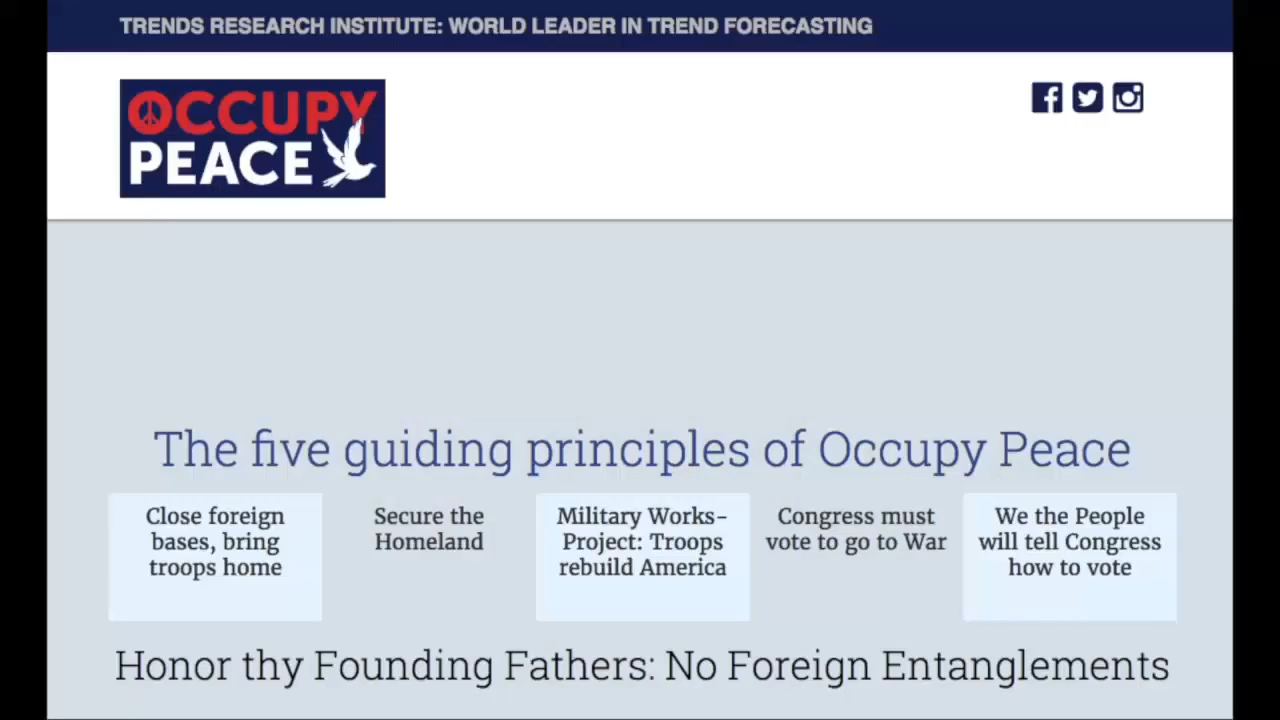 TRENDS RESEARCH INSTITUTE: WORLD LEADER IN TREND FORECASTING
OCCUPY
PEACE
The five guiding principles of Occupy Peace
Close foreign
bases, bring
troops home
Secure the
Homeland
Military Works-
Project: Troops
rebuild America
Congress must
vote to go to War
We the People
will tell Congress
how to vote
Honor thy Founding Fathers: No Foreign Entanglements